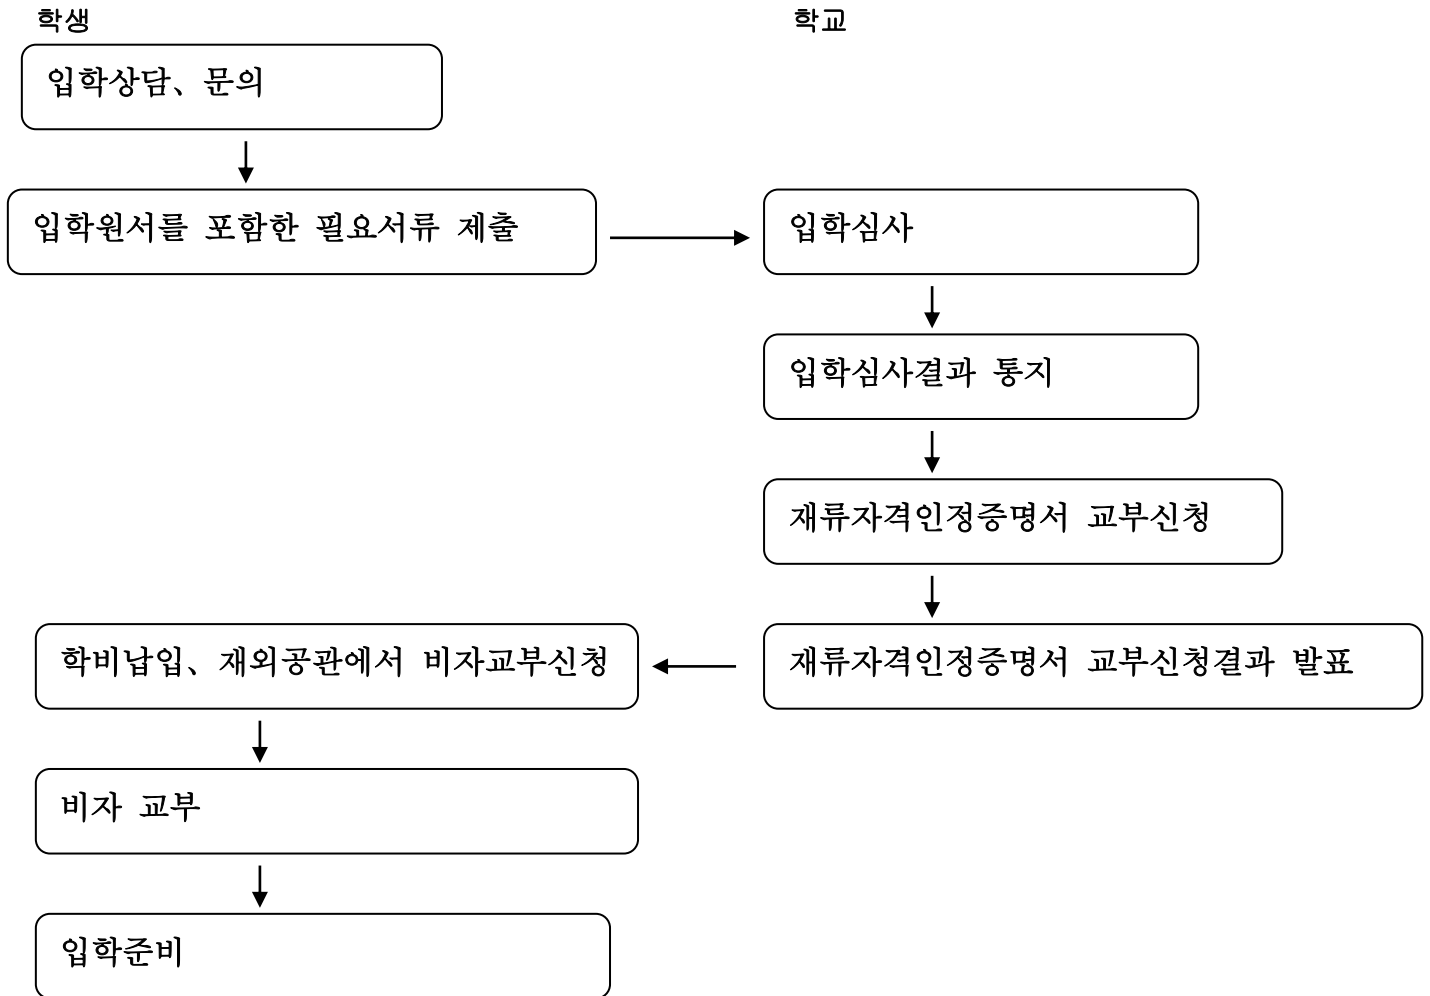 학생
학교
입학상담、문의
입학원서를 포함한 필요서류 제출
입학심사
입학심사결과 통지
재류자격인정증명서 교부신청
학비납입、재외공관에서 비자교부신청
재류자격인정증명서 교부신청결과 발표
비자 교부
입학준비